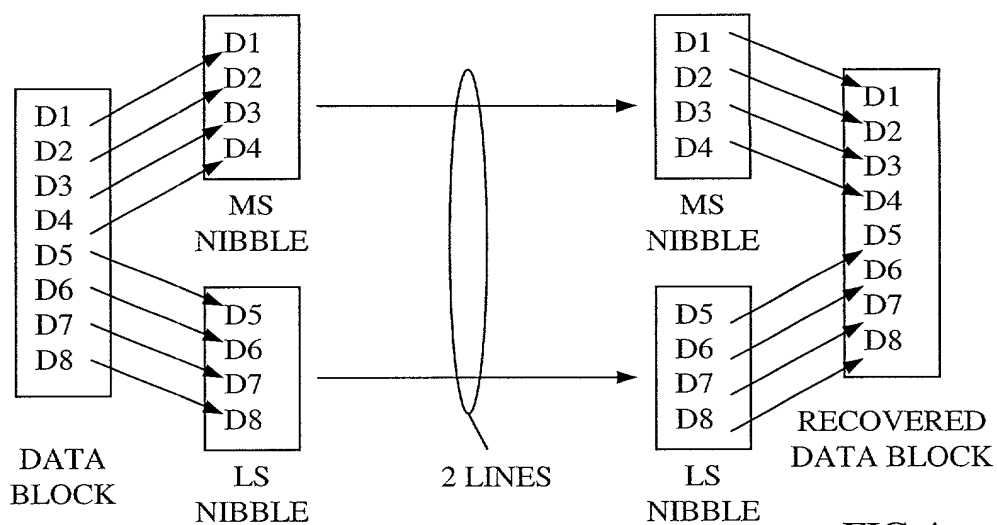 D1
D2
D3
D4
D5
D6
D7
D8
DATA
BLOCK
D1
D2
D3
D4
MS
NIBBLE
D5
D6
D7
D8
LS
NIBBLE
2 LINES
D1
D2
D3
D4
MS
NIBBLE
D5
D6
D7
D8
LS
NIBBLE
D1
D2
D3
D4
D5
D6
D7
D8
RECOVERED
DATA BLOCK